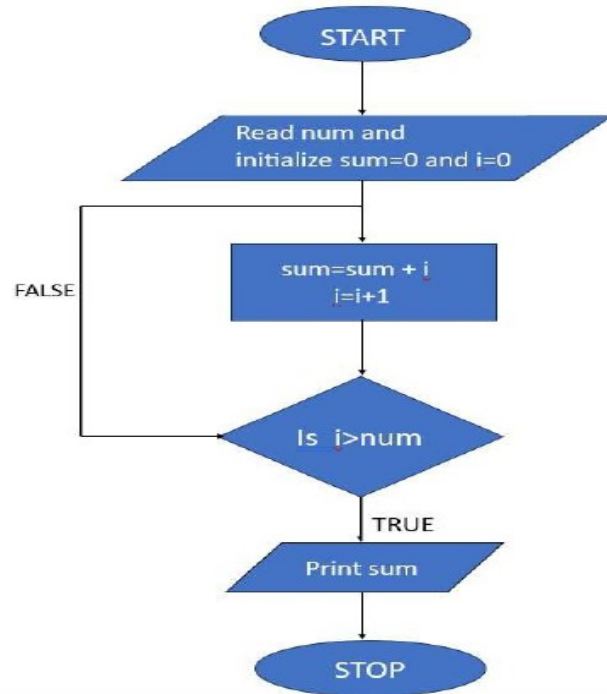 START
Read num and
initialize sum=0 and i=0
sum=sum + i
i=i+1
FALSE
Is i>num
TRUE
Print sum
STOP